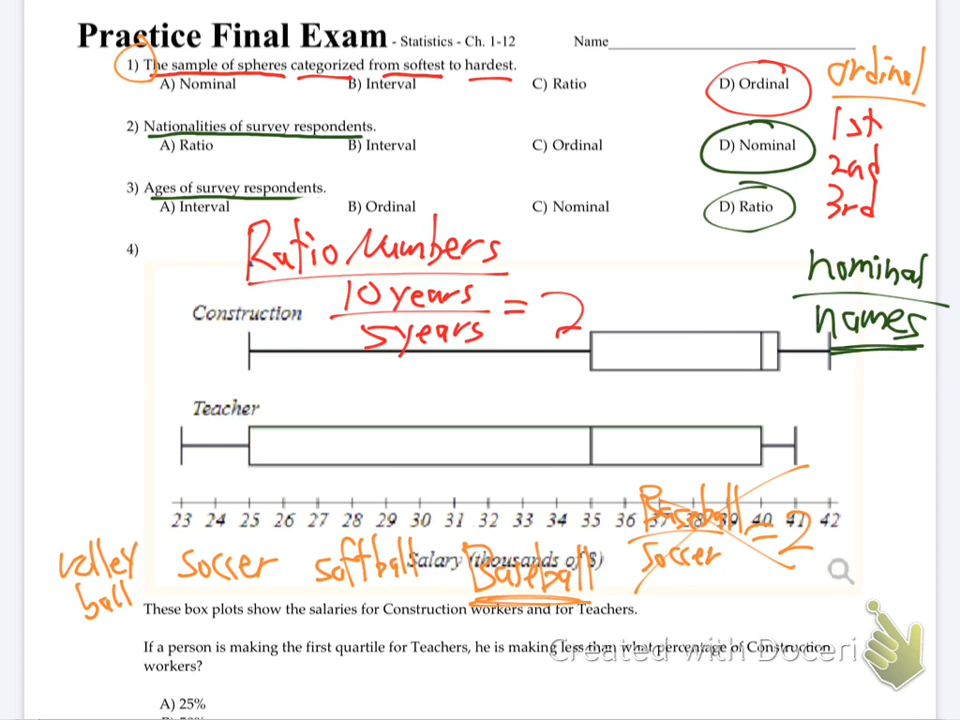 Practice Final Exam - Statistics - Ch. 1-12 Name
1) The sample of spheres categorized from softest to hardest.
A) Nominal B) Interval C) Ratio D) Ordinal
ordinal
1st
2nd
3rd
2) Nationalities of survey respondents.
A) Ratio B) Interval C) Ordinal D) Nominal
3) Ages of survey respondents.
A) Interval B) Ordinal C) Nominal D) Ratio
4)
Ratio Numbers
10 years
5 years
= 2
nominal
names
Construction
Teacher
23 24 25 26 27 28 29 30 31 32 33 34 35 36 37 38 39 40 41 42
Baseball
Soccer
= 2
Salary (thousands of $)
volley
ball
soccer softball Baseball
These box plots show the salaries for Construction workers and for Teachers.
If a person is making the first quartile for Teachers, he is making less than what percentage of Construction
workers?
Created with Doceri
A) 25%